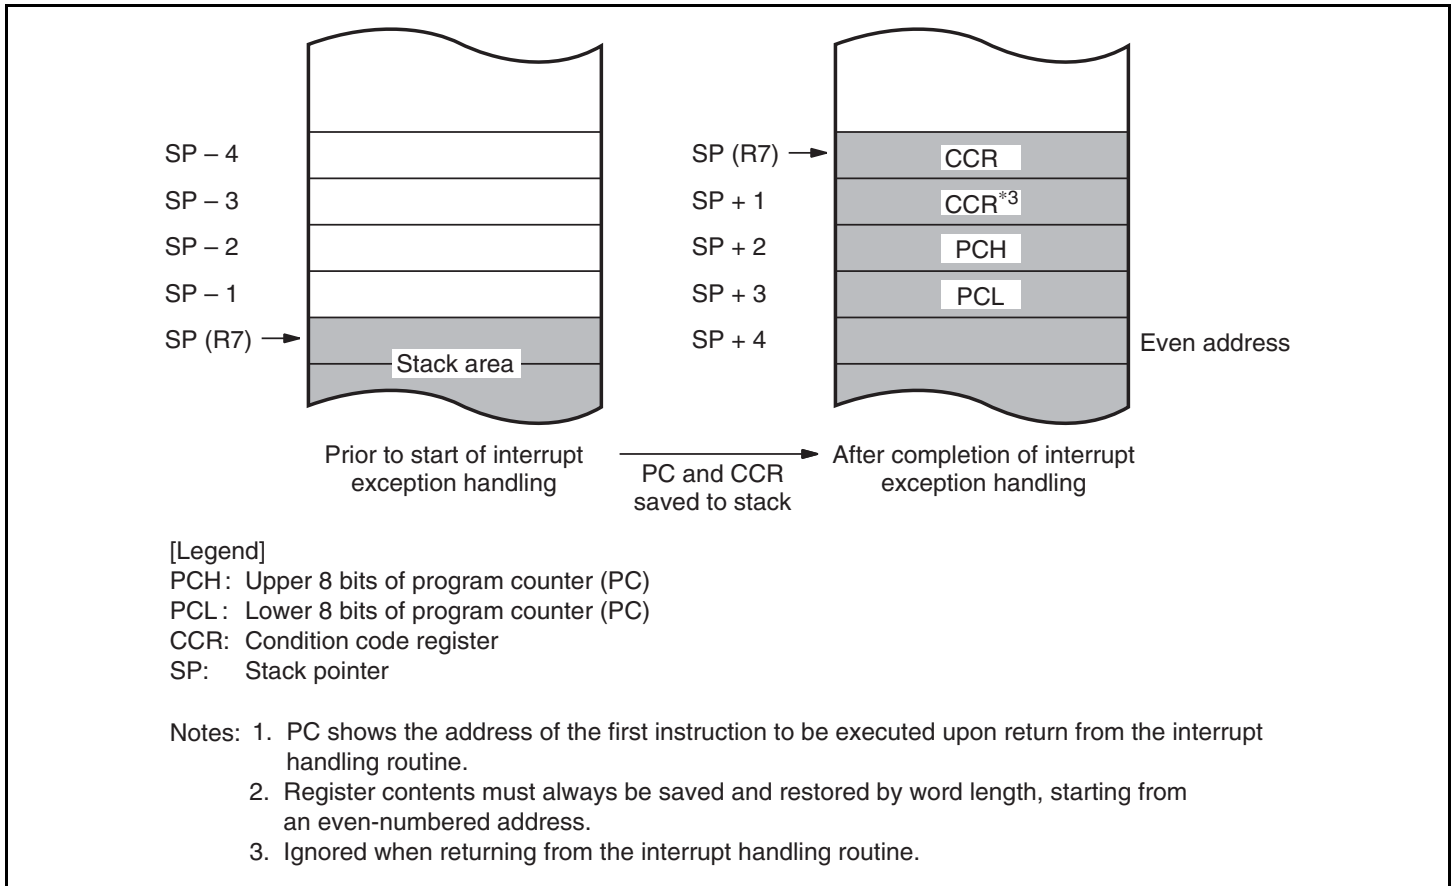 SP – 4
SP – 3
SP – 2
SP – 1
SP (R7)
Stack area
SP (R7)
SP + 1
SP + 2
SP + 3
SP + 4
CCR
CCR*3
PCH
PCL
Even address
Prior to start of interrupt
exception handling
PC and CCR
saved to stack
After completion of interrupt
exception handling
[Legend]
PCH: Upper 8 bits of program counter (PC)
PCL: Lower 8 bits of program counter (PC)
CCR: Condition code register
SP: Stack pointer
Notes: 1. PC shows the address of the first instruction to be executed upon return from the interrupt
handling routine.
2. Register contents must always be saved and restored by word length, starting from
an even-numbered address.
3. Ignored when returning from the interrupt handling routine.